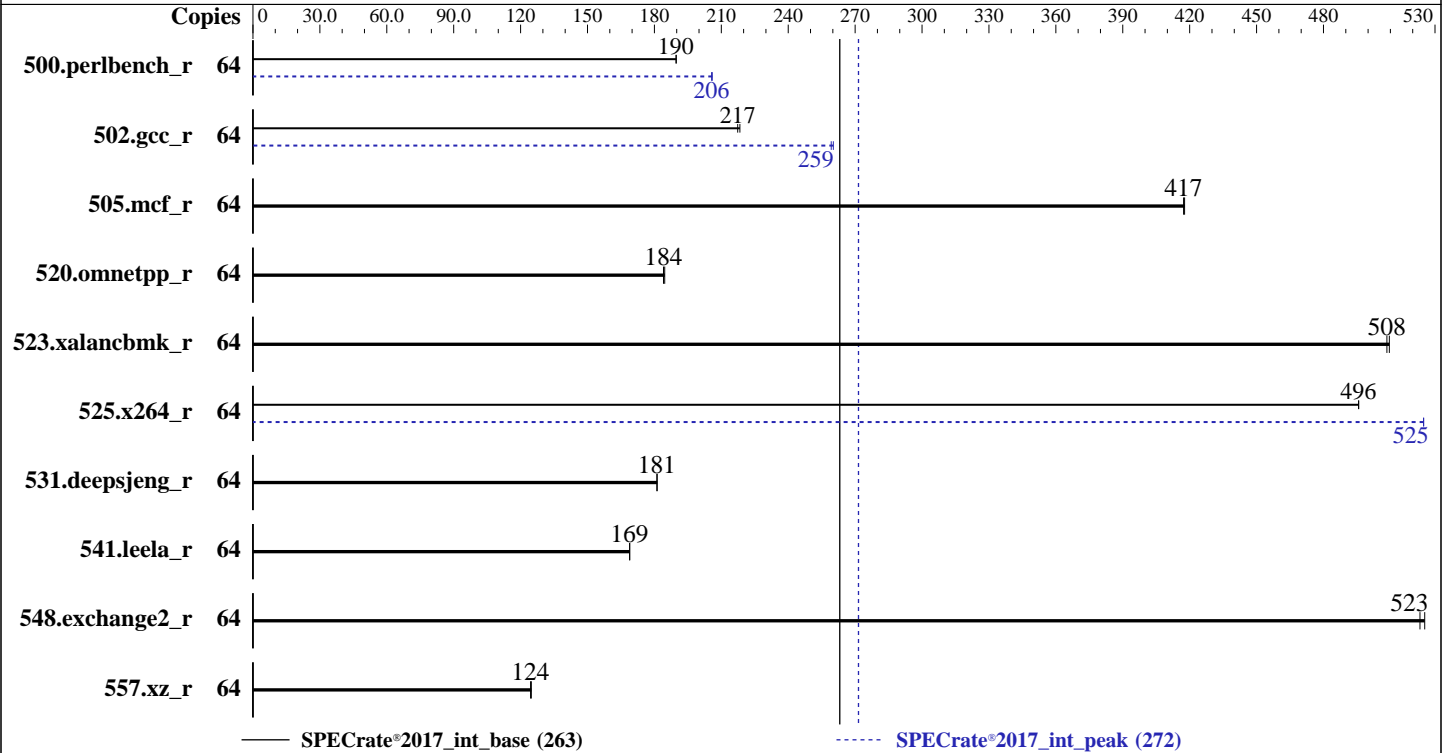 Copies 0 30.0 60.0 90.0 120 150 180 210 240 270 300 330 360 390 420 450 480 530
500.perlbench_r 64 190
206
502.gcc_r 64 217
259
505.mcf_r 64 417
520.omnetpp_r 64 184
523.xalancbmk_r 64 508
525.x264_r 64 496
525
531.deepsjeng_r 64 181
541.leela_r 64 169
548.exchange2_r 64 523
557.xz_r 64 124
SPECrate®2017_int_base (263) SPECrate®2017_int_peak (272)